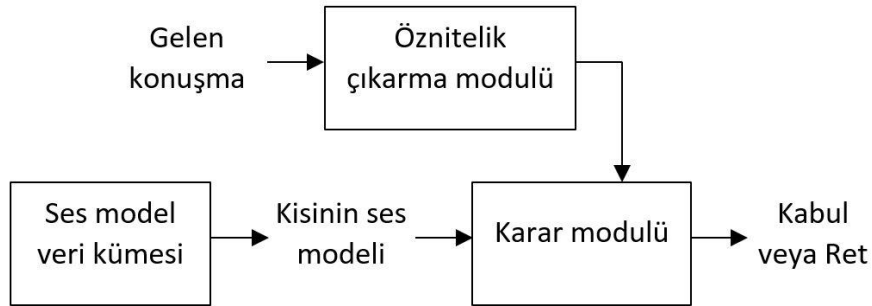 Gelen
konuşma
Öznitelik
çıkarma modulü
Ses model
veri kümesi
Kisinin ses
modeli
Karar modulü
Kabul
veya Ret